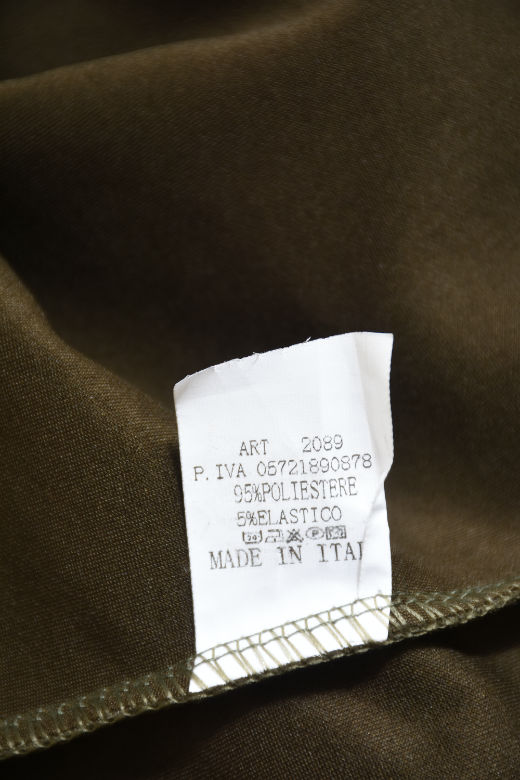 ART 2089
P.IVA 05721890878
95%POLIESTERE
5%ELASTICO
MADE IN ITAL